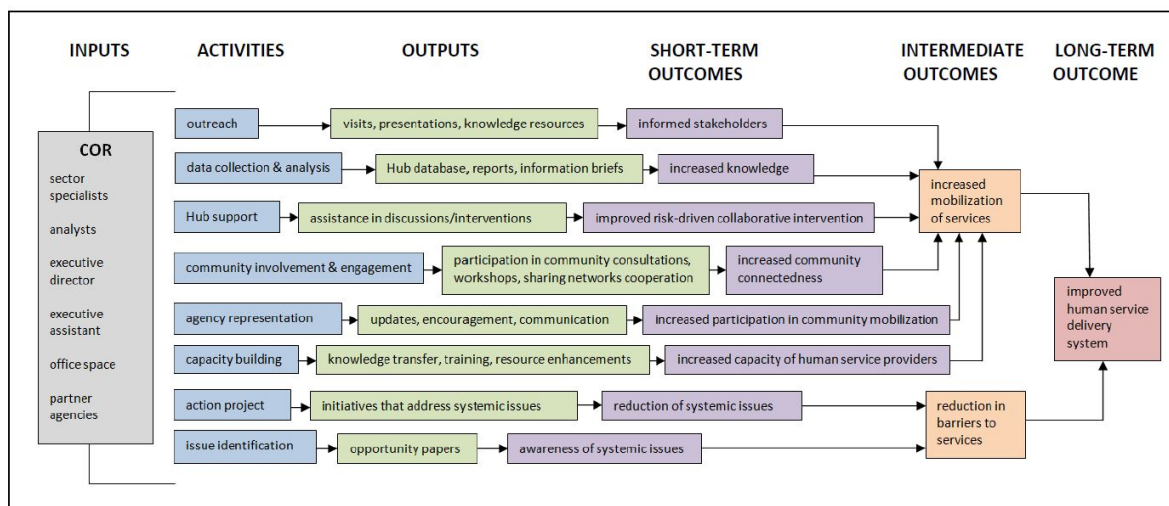 INPUTS
ACTIVITIES
OUTPUTS
SHORT-TERM
OUTCOMES
INTERMEDIATE
OUTCOMES
LONG-TERM
OUTCOME
COR
sector
specialists
analysts
executive
director
executive
assistant
office space
partner
agencies
outreach
visits, presentations, knowledge resources
informed stakeholders
data collection & analysis
Hub database, reports, information briefs
increased knowledge
Hub support
assistance in discussions/interventions
improved risk-driven collaborative intervention
community involvement & engagement
participation in community consultations,
workshops, sharing networks cooperation
increased community
connectedness
agency representation
updates, encouragement, communication
increased participation in community mobilization
capacity building
knowledge transfer, training, resource enhancements
increased capacity of human service providers
action project
initiatives that address systemic issues
reduction of systemic issues
issue identification
opportunity papers
awareness of systemic issues
increased
mobilization
of services
reduction in
barriers to
services
improved
human service
delivery
system